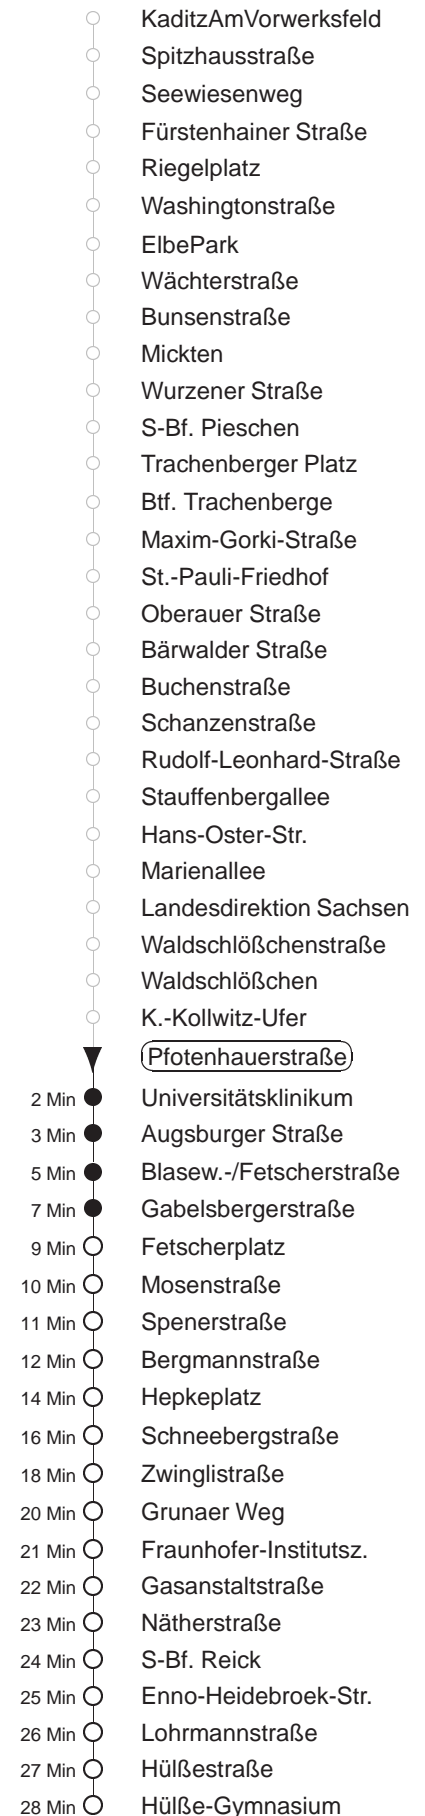 KaditzAmVorwerksfeld
Spitzhausstraße
Seewiesenweg
Fürstenhainer Straße
Riegelplatz
Washingtonstraße
ElbePark
Wächterstraße
Bunsenstraße
Mickten
Wurzener Straße
S-Bf. Pieschen
Trachenberger Platz
Btf. Trachenberge
Maxim-Gorki-Straße
St.-Pauli-Friedhof
Oberauer Straße
Bärwalder Straße
Buchenstraße
Schanzenstraße
Rudolf-Leonhard-Straße
Stauffenbergallee
Hans-Oster-Str.
Marienallee
Landesdirektion Sachsen
Waldschlößchenstraße
Waldschlößchen
K.-Kollwitz-Ufer
Pfotenhauerstraße
2 Min Universitätsklinikum
3 Min Augsburger Straße
5 Min Blasew.-/Fetscherstraße
7 Min Gabelsbergerstraße
9 Min Fetscherplatz
10 Min Mosenstraße
11 Min Spenerstraße
12 Min Bergmannstraße
14 Min Hepkeplatz
16 Min Schneebergstraße
18 Min Zwinglistraße
20 Min Grunaer Weg
21 Min Fraunhofer-Institutsz.
22 Min Gasanstaltstraße
23 Min Nätherstraße
24 Min S-Bf. Reick
25 Min Enno-Heidebroek-Str.
26 Min Lohrmannstraße
27 Min Hülßestraße
28 Min Hülße-Gymnasium